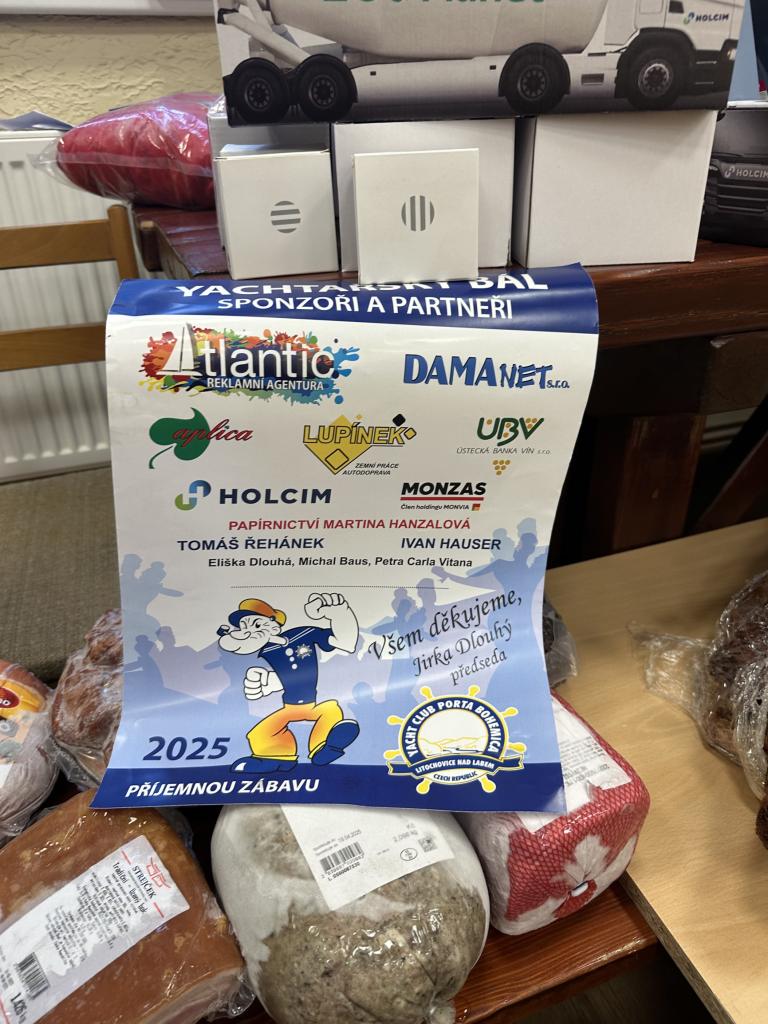 HOLCIM
HOLCIM
YACHTAŘSKÝ BÁL
SPONZOŘI A PARTNEŘI
Atlantic
REKLAMNÍ AGENTURA
DAMANET s.r.o.
aplica
LUPÍNEK
ZEMNÍ PRÁCE
AUTODOPRAVA
UBV
ÚSTECKÁ BANKA VÍN s.r.o.
HOLCIM
MONZAS
Člen holdingu MONVIA
PAPÍRNICTVÍ MARTINA HANZALOVÁ
TOMÁŠ ŘEHÁNEK
IVAN HAUSER
Eliška Dlouhá, Michal Baus, Petra Carla Vitana
Všem děkujeme,
Jirka Dlouhý
předseda
2025
YACHT CLUB PORTA BOHEMICA
LITOCHOVICE NAD LABEM
CZECH REPUBLIC
PŘÍJEMNOU ZÁBAVU
STREJČEK